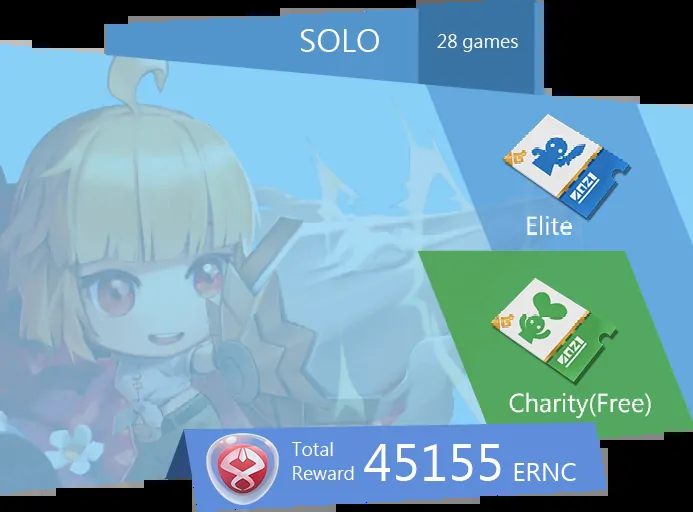 SOLO
28 games
Elite
Charity(Free)
Total
Reward
45155 ERNC